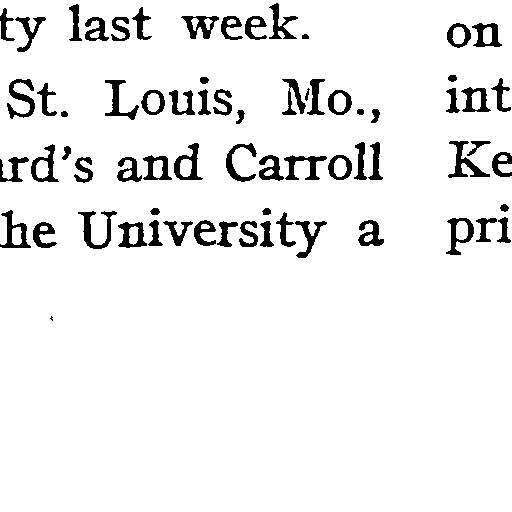 ty last week.
St. Louis, Mo.,
ard's and Carroll
he University a
on
int
Ke
pri